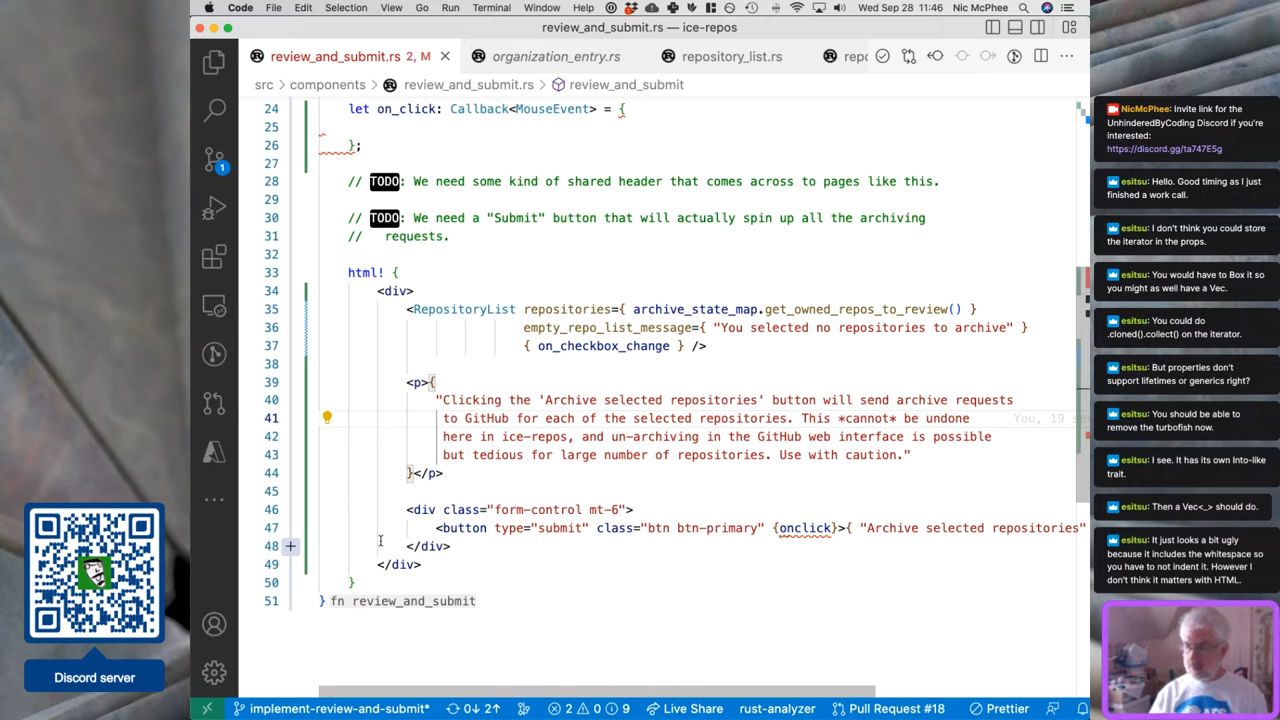 Code File Edit Selection View Go Run Terminal Window Help Wed Sep 28 11:46 Nic McPhee
review_and_submit.rs — ice-repos
review_and_submit.rs 2, M organization_entry.rs repository_list.rs repo
src > components > review_and_submit.rs > review_and_submit
24 let on_click: Callback<MouseEvent> = {
25
26 };
27
28 // TODO: We need some kind of shared header that comes across to pages like this.
29
30 // TODO: We need a "Submit" button that will actually spin up all the archiving
31 // requests.
32
33 html! {
34 <div>
35 <RepositoryList repositories={ archive_state_map.get_owned_repos_to_review() }
36 empty_repo_list_message={ "You selected no repositories to archive" }
37 { on_checkbox_change } />
38
39 <p>{
40 "Clicking the 'Archive selected repositories' button will send archive requests
41 to GitHub for each of the selected repositories. This *cannot* be undone You, 19 se
42 here in ice-repos, and un-archiving in the GitHub web interface is possible
43 but tedious for large number of repositories. Use with caution."
44 }</p>
45
46 <div class="form-control mt-6">
47 <button type="submit" class="btn btn-primary" {onclick}>{ "Archive selected repositories"
48 </div>
49 </div>
50 }
51 } fn review_and_submit
1
implement-review-and-submit* 0↓ 2↑ 2 0 9 Live Share rust-analyzer Pull Request #18 Prettier
Discord server
NicMcPhee: Invite link for the
UnhinderedByCoding Discord if you're
interested:
https://discord.gg/ta747E5g
esitsu: Hello. Good timing as I just
finished a work call.
esitsu: I don't think you could store
the iterator in the props.
esitsu: You would have to Box it so
you might as well have a Vec.
esitsu: You could do
.cloned().collect() on the iterator.
esitsu: But properties don't
support lifetimes or generics right?
esitsu: You should be able to
remove the turbofish now.
esitsu: I see. It has its own Into-like
trait.
esitsu: Then a Vec<_> should do.
esitsu: It just looks a bit ugly
because it includes the whitespace so
you have to not indent it. However I
don't think it matters with HTML.